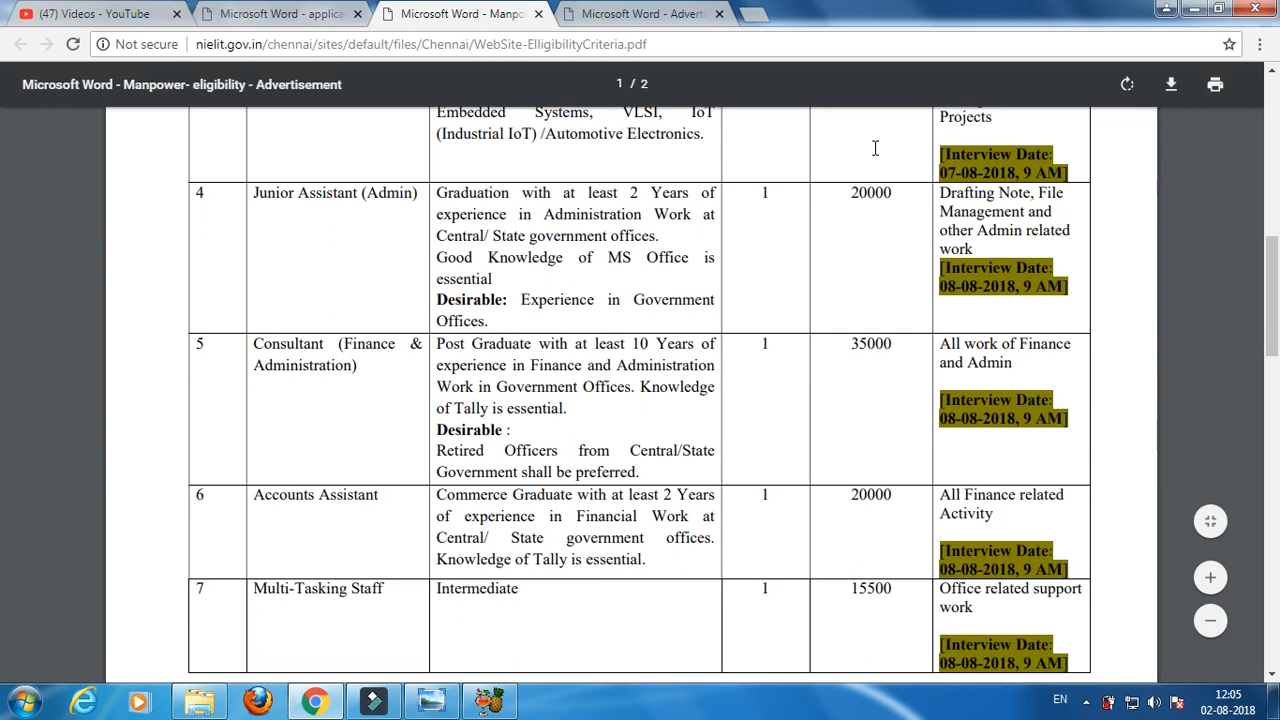 (47) Videos - YouTube
Microsoft Word - applica
Microsoft Word - Manpo
Microsoft Word - Advert
Not secure
nielit.gov.in/chennai/sites/default/files/Chennai/WebSite-ElligibilityCriteria.pdf
Microsoft Word - Manpower- eligibility - Advertisement
1 / 2
Embedded Systems, VLSI, IoT
(Industrial IoT) /Automotive Electronics.
Projects
[Interview Date:
07-08-2018, 9 AM]
4
Junior Assistant (Admin)
Graduation with at least 2 Years of
experience in Administration Work at
Central/ State government offices.
Good Knowledge of MS Office is
essential
Desirable: Experience in Government
Offices.
1
20000
Drafting Note, File
Management and
other Admin related
work
[Interview Date:
08-08-2018, 9 AM]
5
Consultant (Finance &
Administration)
Post Graduate with at least 10 Years of
experience in Finance and Administration
Work in Government Offices. Knowledge
of Tally is essential.
Desirable :
Retired Officers from Central/State
Government shall be preferred.
1
35000
All work of Finance
and Admin
[Interview Date:
08-08-2018, 9 AM]
6
Accounts Assistant
Commerce Graduate with at least 2 Years
of experience in Financial Work at
Central/ State government offices.
Knowledge of Tally is essential.
1
20000
All Finance related
Activity
[Interview Date:
08-08-2018, 9 AM]
7
Multi-Tasking Staff
Intermediate
1
15500
Office related support
work
[Interview Date:
08-08-2018, 9 AM]
EN
12:05
02-08-2018